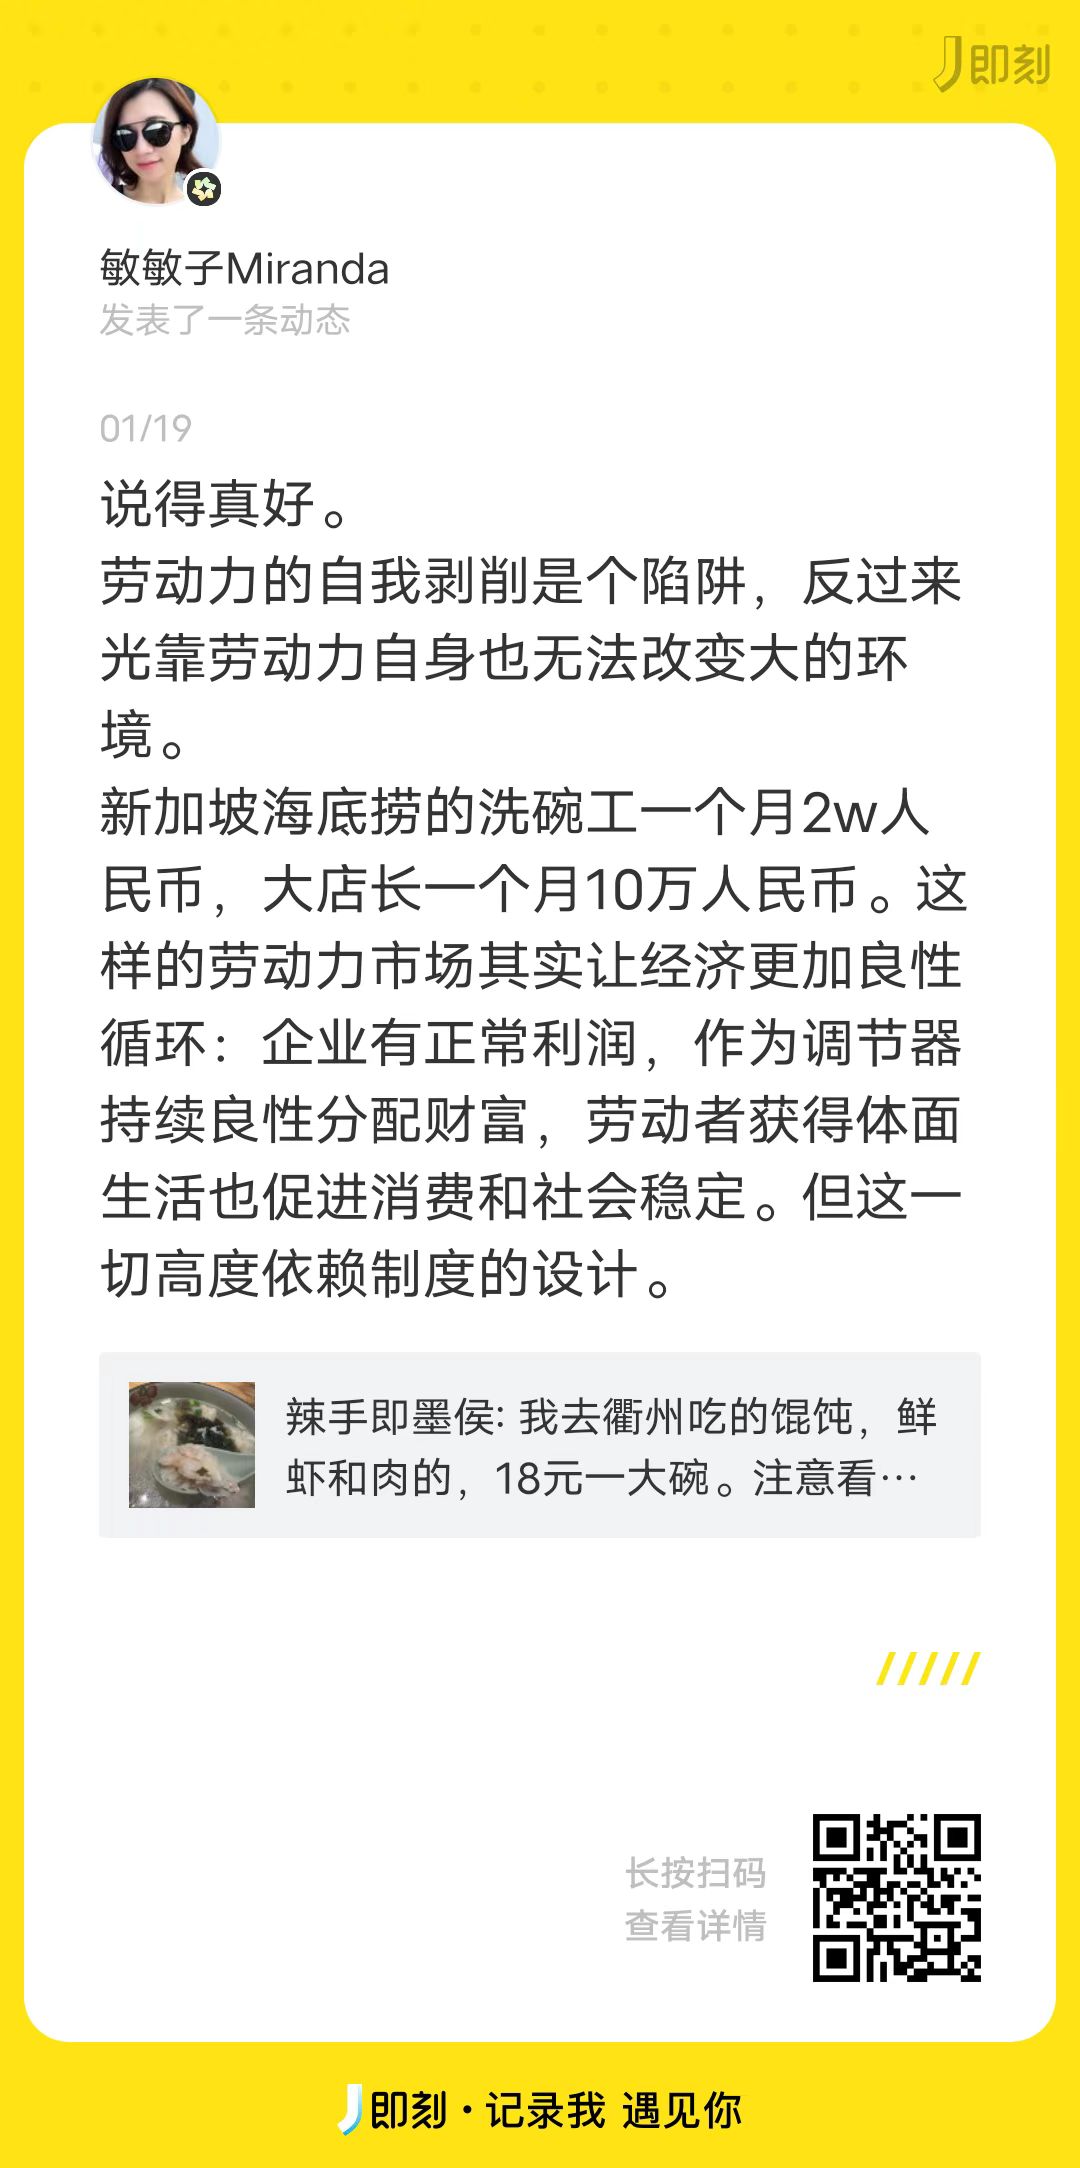 即刻
敏敏子Miranda
发表了一条动态
01/19
说得真好。
劳动力的自我剥削是个陷阱，反过来
光靠劳动力自身也无法改变大的环
境。
新加坡海底捞的洗碗工一个月2w人
民币，大店长一个月10万人民币。这
样的劳动力市场其实让经济更加良性
循环：企业有正常利润，作为调节器
持续良性分配财富，劳动者获得体面
生活也促进消费和社会稳定。但这一
切高度依赖制度的设计。
辣手即墨侯: 我去衢州吃的馄饨，鲜
虾和肉的，18元一大碗。注意看…
长按扫码
查看详情
即刻·记录我 遇见你